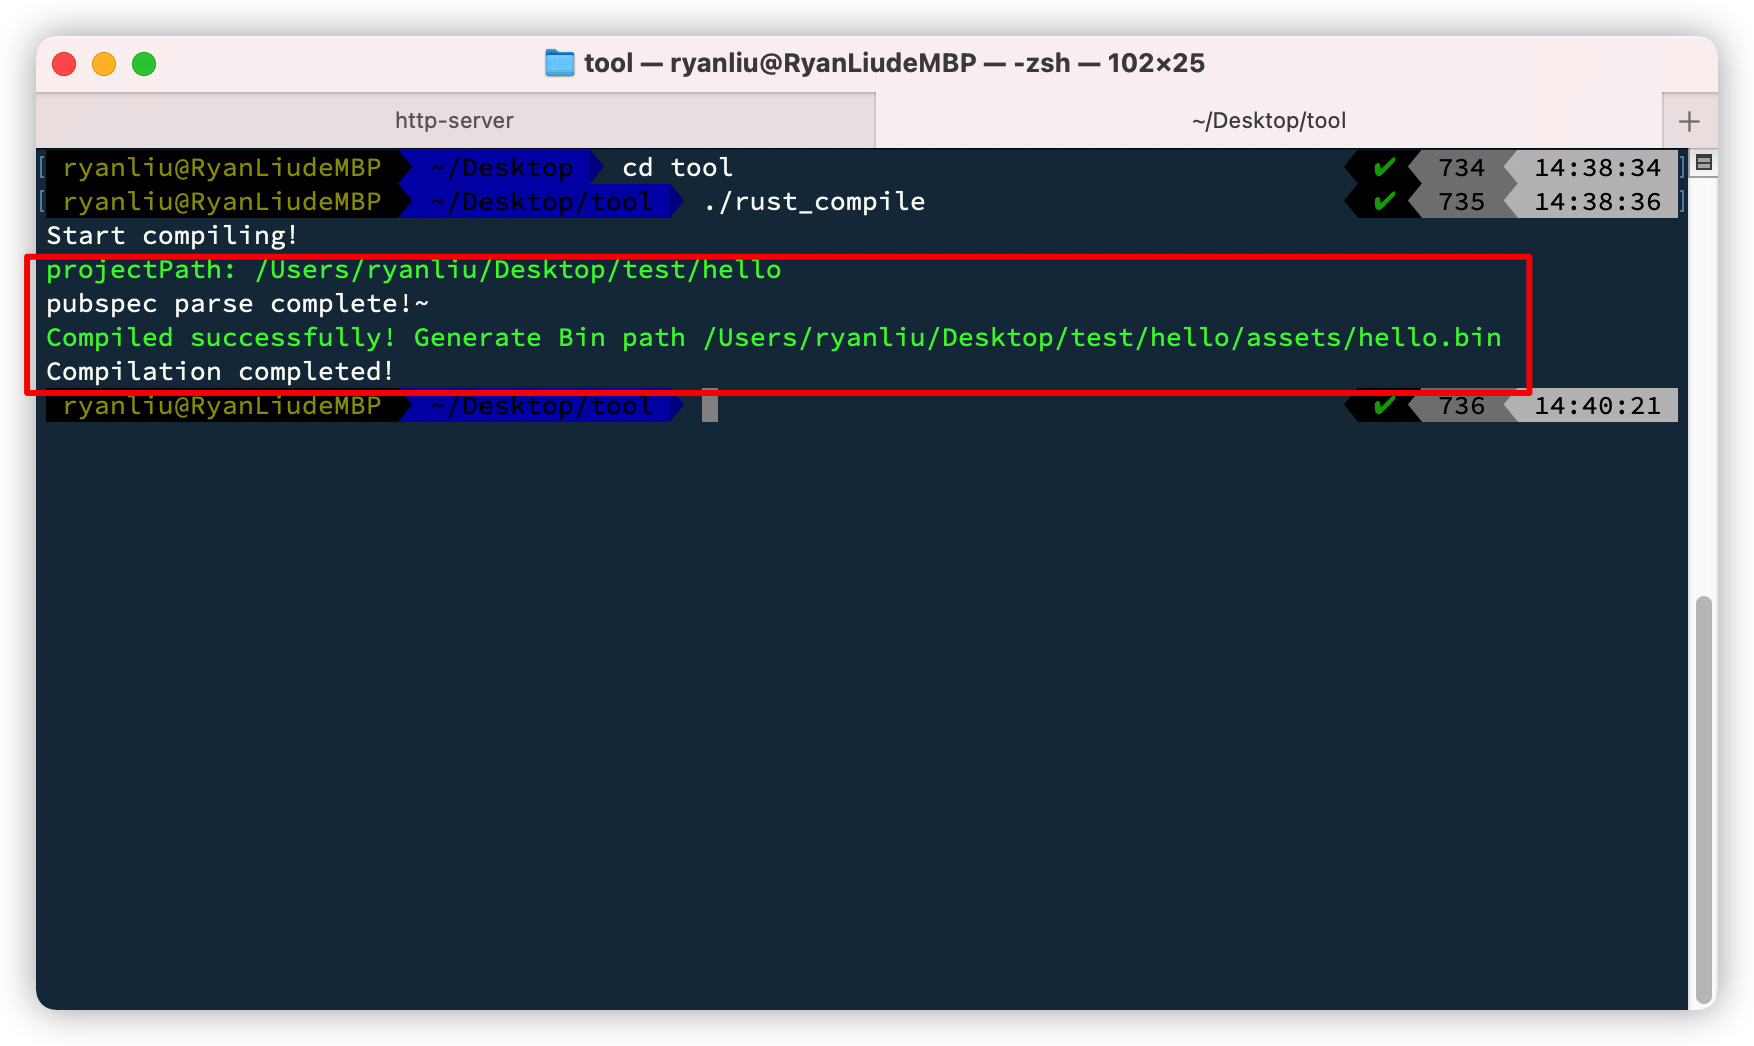 tool — ryanliu@RyanLiudeMBP — -zsh — 102×25
http-server ~/Desktop/tool +
[ ryanliu@RyanLiudeMBP ~/Desktop cd tool ✔ 734 14:38:34 ]
[ ryanliu@RyanLiudeMBP ~/Desktop/tool ./rust_compile ✔ 735 14:38:36 ]
Start compiling!
projectPath: /Users/ryanliu/Desktop/test/hello
pubspec parse complete!~
Compiled successfully! Generate Bin path /Users/ryanliu/Desktop/test/hello/assets/hello.bin
Compilation completed!
ryanliu@RyanLiudeMBP ~/Desktop/tool ✔ 736 14:40:21